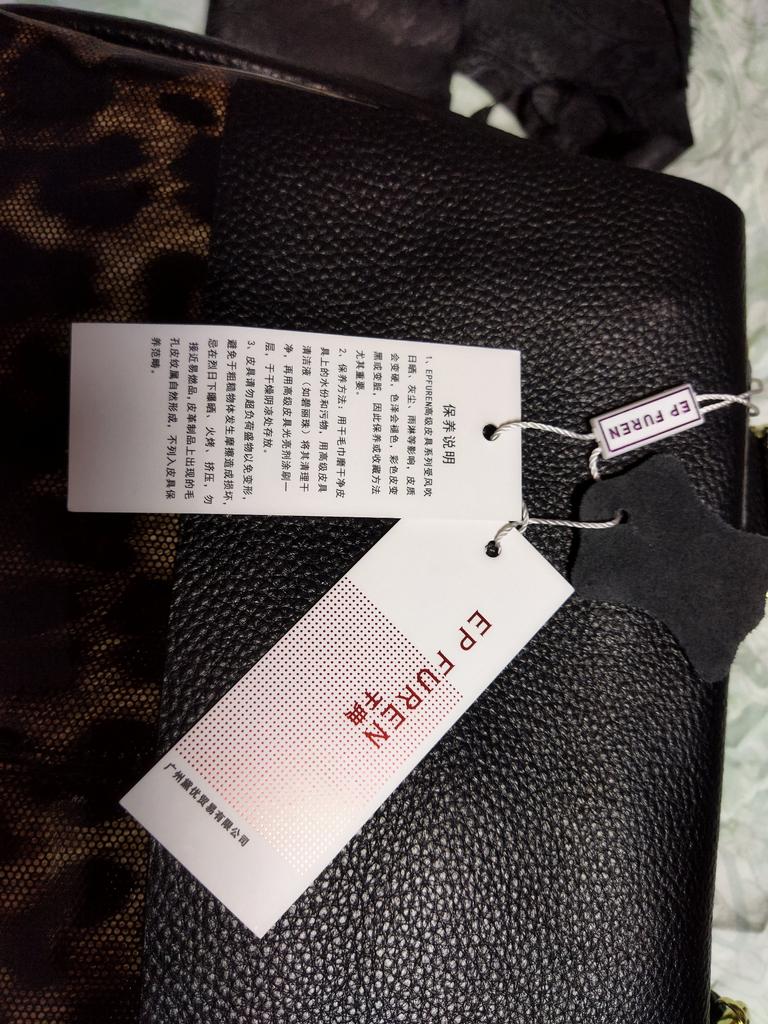 保养说明
1、EPFUREN高级皮具系列受风吹
日晒、灰尘、雨淋等影响，皮质
会变硬，色泽会褪色，彩色皮变
黑或变脏，因此保养或收藏方法
尤其重要。
2、保养方法：用干毛巾磨干净皮
具上的水份和污物，用高级皮具
清洁液（如碧丽珠）将其清理干
净，再用高级皮具光亮剂涂刷一
层，于干燥阴凉处存放。
3、皮具请勿超负荷盛物以免变形，
避免于粗糙物体发生摩擦造成损坏，
忌在烈日下曝晒、火烤、挤压，勿
接近易燃品，皮革制品上出现的毛
孔皮纹属自然形成，不列入皮具保
养范畴。
EP FUREN
EP FUREN
广州黛优贸易有限公司